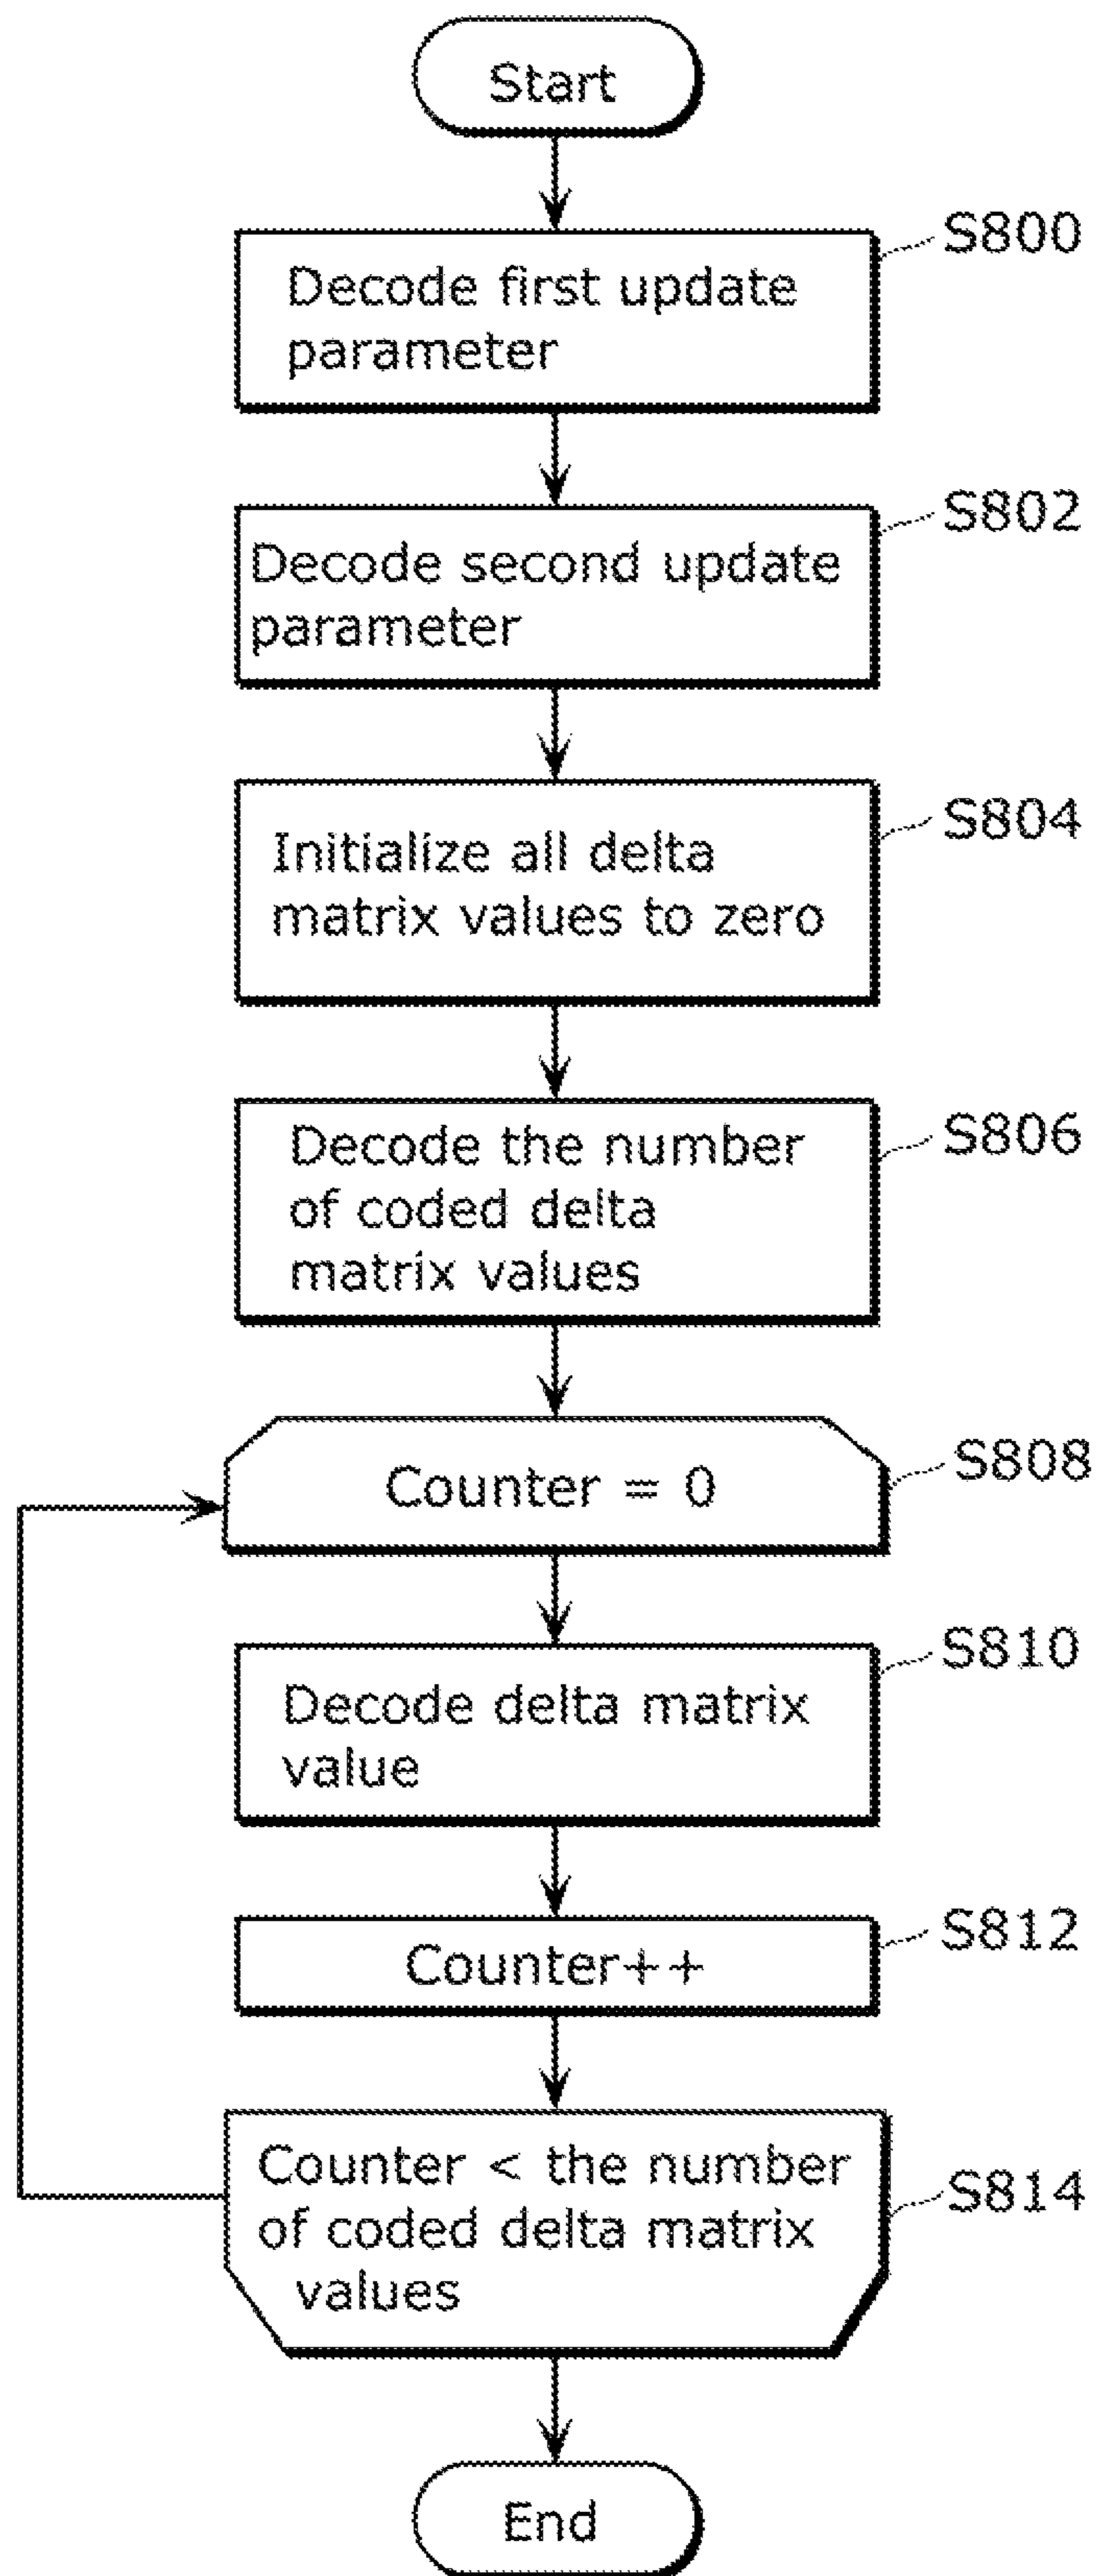 Start
S800
Decode first update
parameter
S802
Decode second update
parameter
S804
Initialize all delta
matrix values to zero
S806
Decode the number
of coded delta
matrix values
S808
Counter = 0
S810
Decode delta matrix
value
S812
Counter++
S814
Counter < the number
of coded delta matrix
values
End